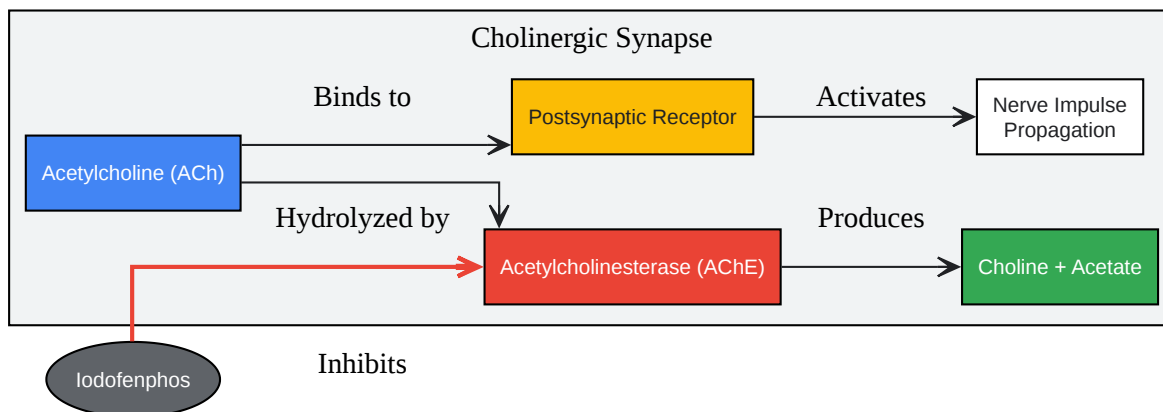 Cholinergic Synapse
Binds to
Activates
Postsynaptic Receptor
Nerve Impulse
Propagation
Acetylcholine (ACh)
Hydrolyzed by
Produces
Acetylcholinesterase (AChE)
Choline + Acetate
Inhibits
Iodofenphos